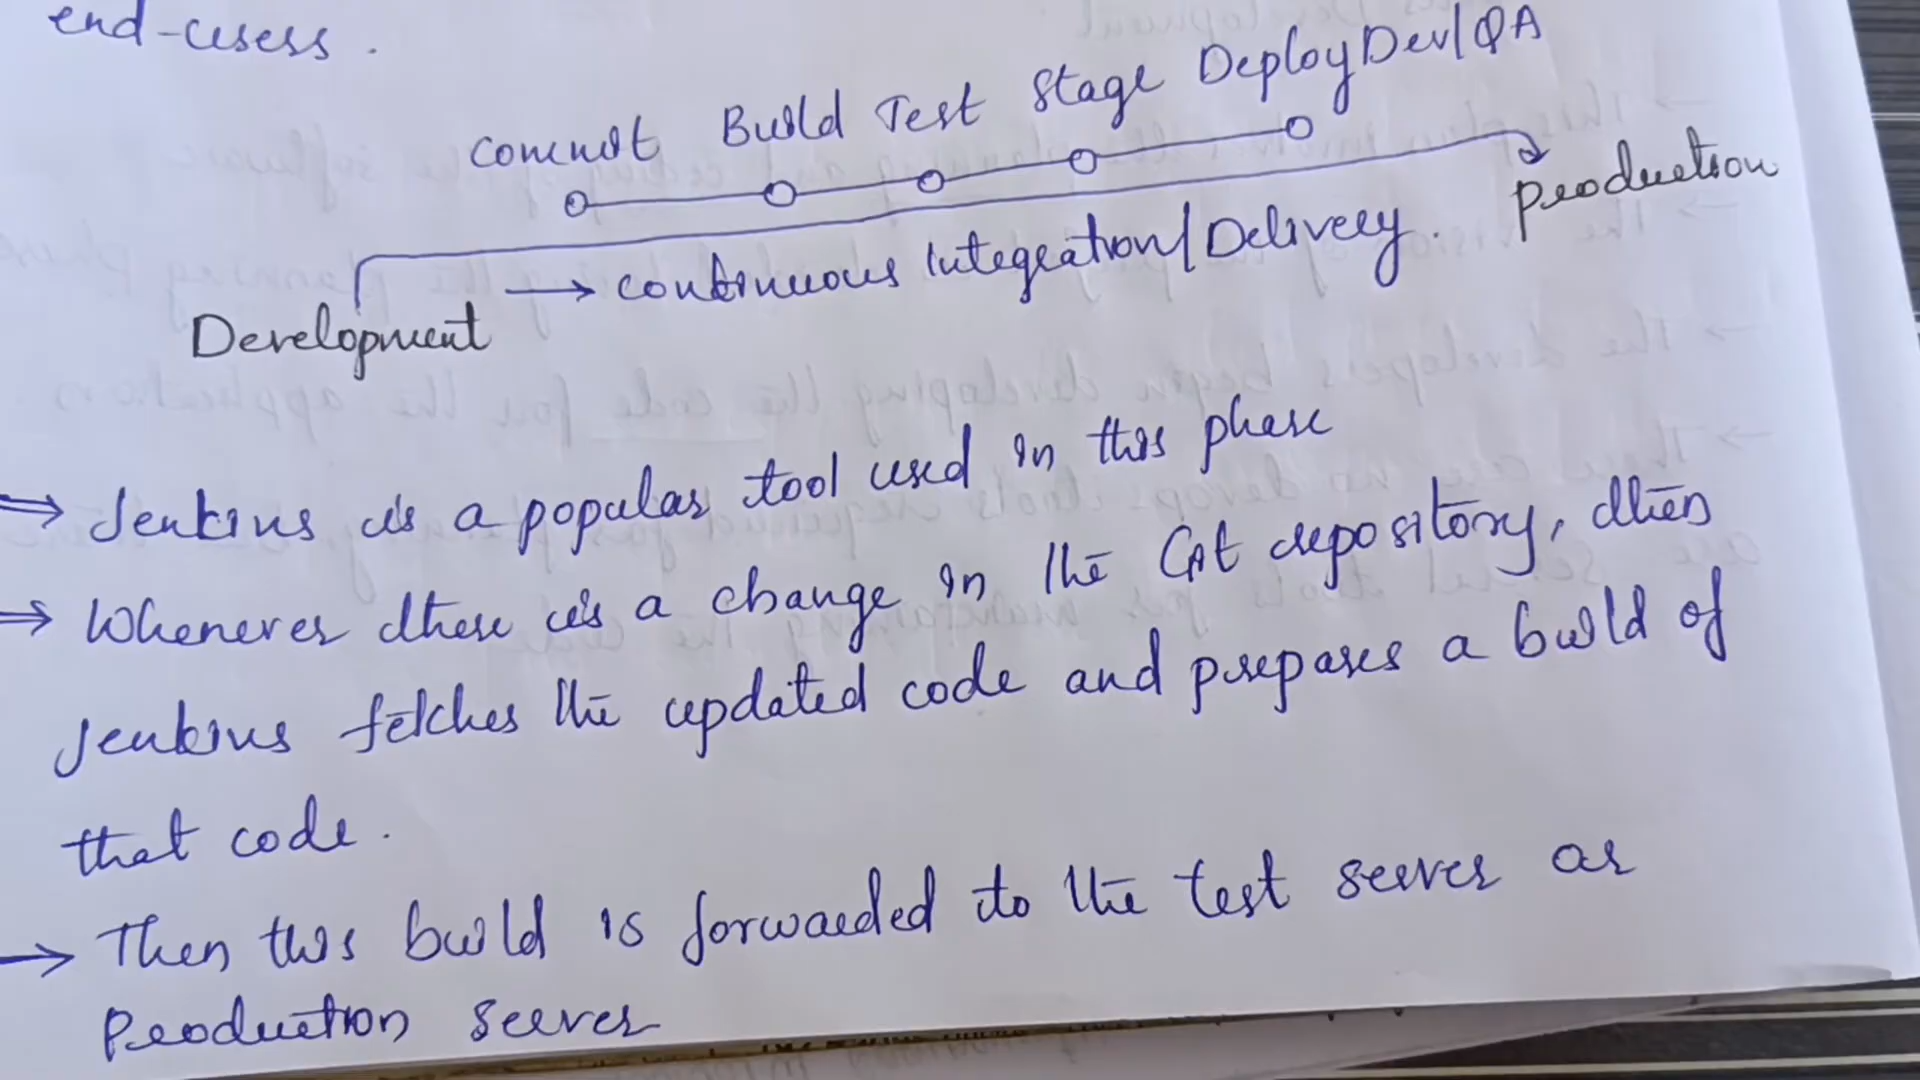 end-users.
Commit Build Test Stage Deploy Dev/QA
Production
→ Continuous Integration/Delivery.
Development
⇒ Jenkins is a popular tool used in this phase
⇒ Whenever there is a change in the Git repository, then
Jenkins fetches the updated code and prepares a build of
that code.
→ Then this build is forwarded to the test server or
Production server